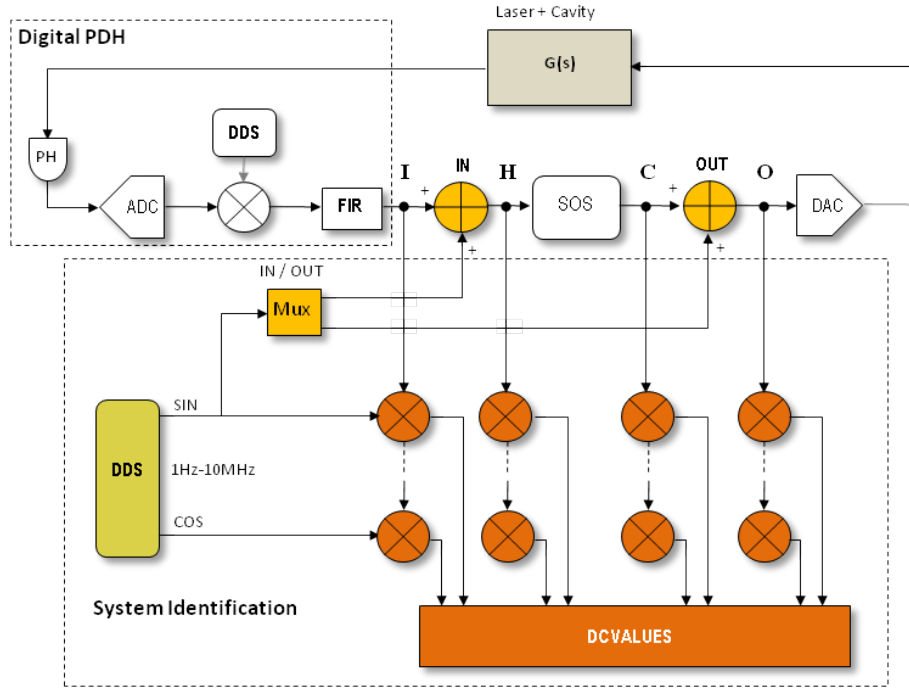 Laser + Cavity
Digital PDH
G(s)
DDS
PH
ADC
FIR
I
IN
H
SOS
C
OUT
O
DAC
+
+
+
+
IN / OUT
Mux
SIN
DDS
1Hz-10MHz
COS
System Identification
DCVALUES